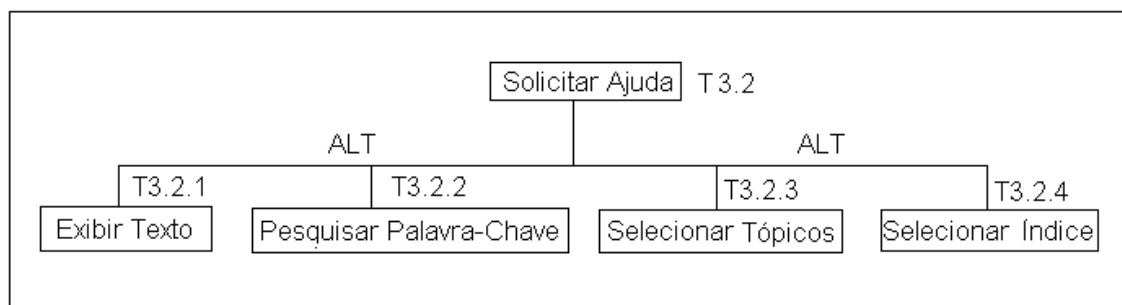 Solicitar Ajuda T 3.2
ALT ALT
T3.2.1 T3.2.2 T3.2.3 T3.2.4
Exibir Texto Pesquisar Palavra-Chave Selecionar Tópicos Selecionar Índice